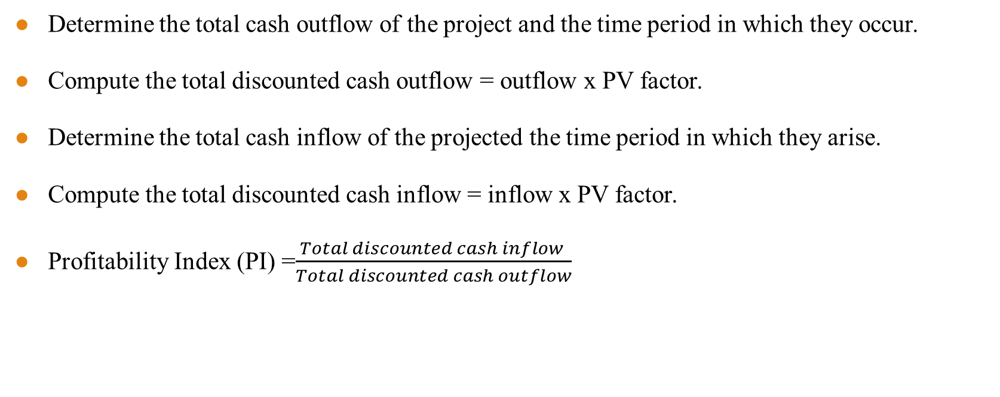 • Determine the total cash outflow of the project and the time period in which they occur.
• Compute the total discounted cash outflow = outflow x PV factor.
• Determine the total cash inflow of the projected the time period in which they arise.
• Compute the total discounted cash inflow = inflow x PV factor.
• Profitability Index (PI) = Total discounted cash inflow / Total discounted cash outflow